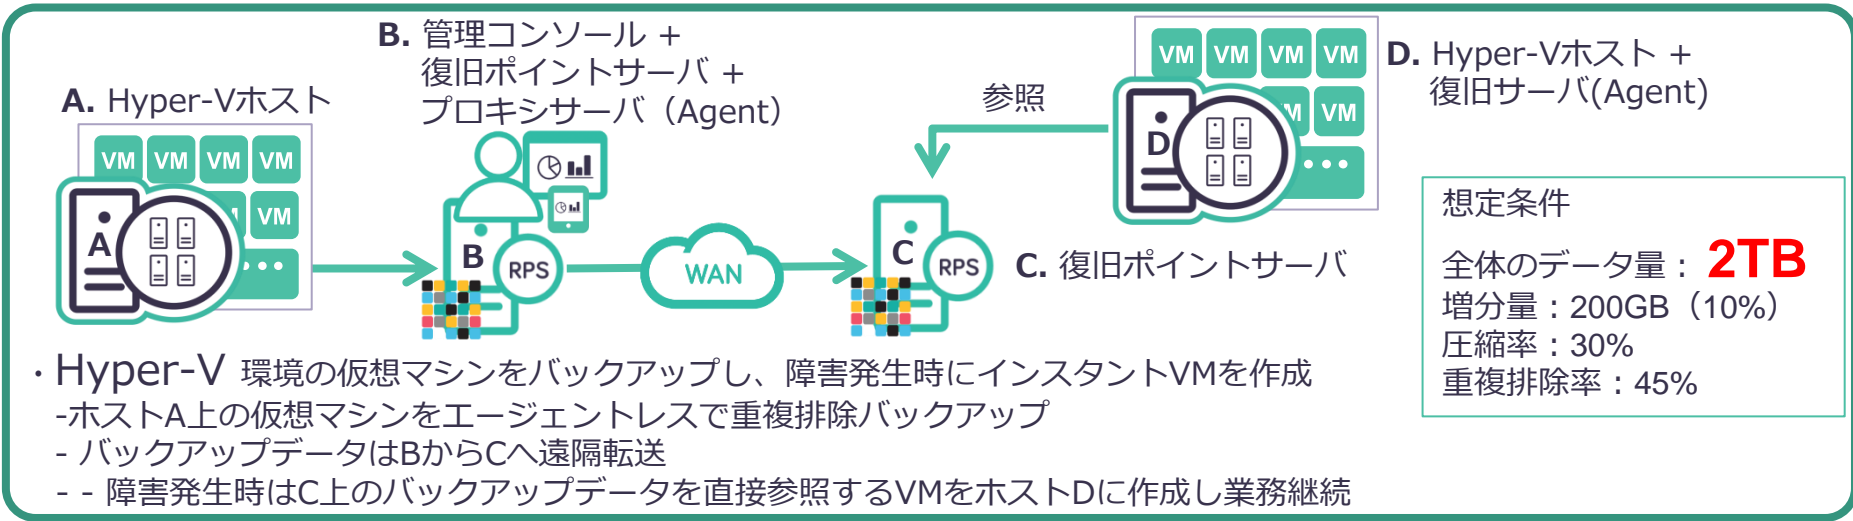 A. Hyper-Vホスト
VM VM VM VM
VM
A
B. 管理コンソール +
復旧ポイントサーバ +
プロキシサーバ（Agent）
B
RPS
WAN
参照
C
RPS
C. 復旧ポイントサーバ
VM VM VM VM
VM
D
D. Hyper-Vホスト +
復旧サーバ(Agent)
想定条件
全体のデータ量： 2TB
増分量：200GB（10%）
圧縮率：30%
重複排除率：45%
・Hyper-V 環境の仮想マシンをバックアップし、障害発生時にインスタントVMを作成
-ホストA上の仮想マシンをエージェントレスで重複排除バックアップ
- バックアップデータはBからCへ遠隔転送
- - 障害発生時はC上のバックアップデータを直接参照するVMをホストDに作成し業務継続